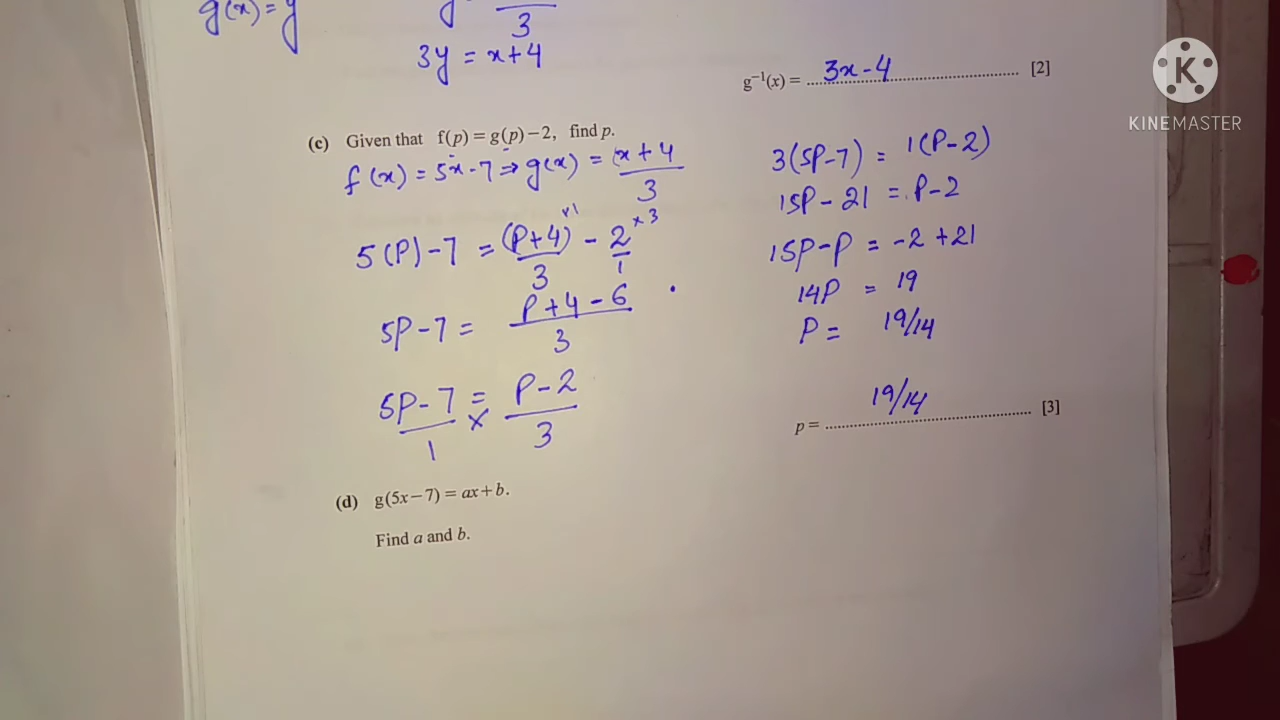 g(x) = y
3
3y = x+4
g⁻¹(x) = 3x-4 [2]
KINEMASTER
(c) Given that f(p) = g(p) – 2, find p.
f(x) = 5x-7 ⇒ g(x) = (x+4)/3
5(P)-7 = (P+4)/3 ×1 - 2/1 ×3
5P-7 = (P+4-6)/3
(5P-7)/1 = × (P-2)/3
3(5P-7) = 1(P-2)
15P-21 = P-2
15P-P = -2+21
14P = 19
P = 19/14
p = 19/14 [3]
(d) g(5x – 7) = ax + b.
Find a and b.